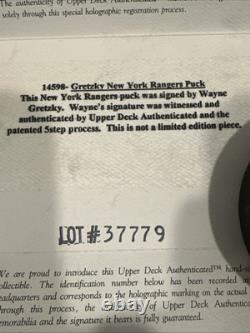 The authenticity of Upper Deck Authenticated
solely through this special holographic registration process.
14598- Gretzky New York Rangers Puck
This New York Rangers puck was signed by Wayne
Gretzky. Wayne's signature was witnessed and
authenticated by Upper Deck Authenticated and the
patented 5step process. This is not a limited edition piece.
LOT#37779
We are proud to introduce this Upper Deck Authenticated™ hand-s
collectible. The identification number below has been recorded at
headquarters and corresponds to the holographic marking on the actual
through this process, the of Upper Deck Authentic
memorabilia and the signature it bears is fully guaranteed.
ebay